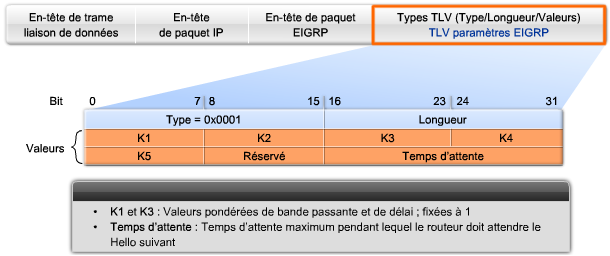 En-tête de trame
liaison de données
En-tête
de paquet IP
En-tête de paquet
EIGRP
Types TLV (Type/Longueur/Valeurs)
TLV paramètres EIGRP
Bit 0 7 8 15 16 23 24 31
Type = 0x0001 Longueur
Valeurs
K1 K2 K3 K4
K5 Réservé Temps d'attente
• K1 et K3 : Valeurs pondérées de bande passante et de délai ; fixées à 1
• Temps d'attente : Temps d'attente maximum pendant lequel le routeur doit attendre le
Hello suivant